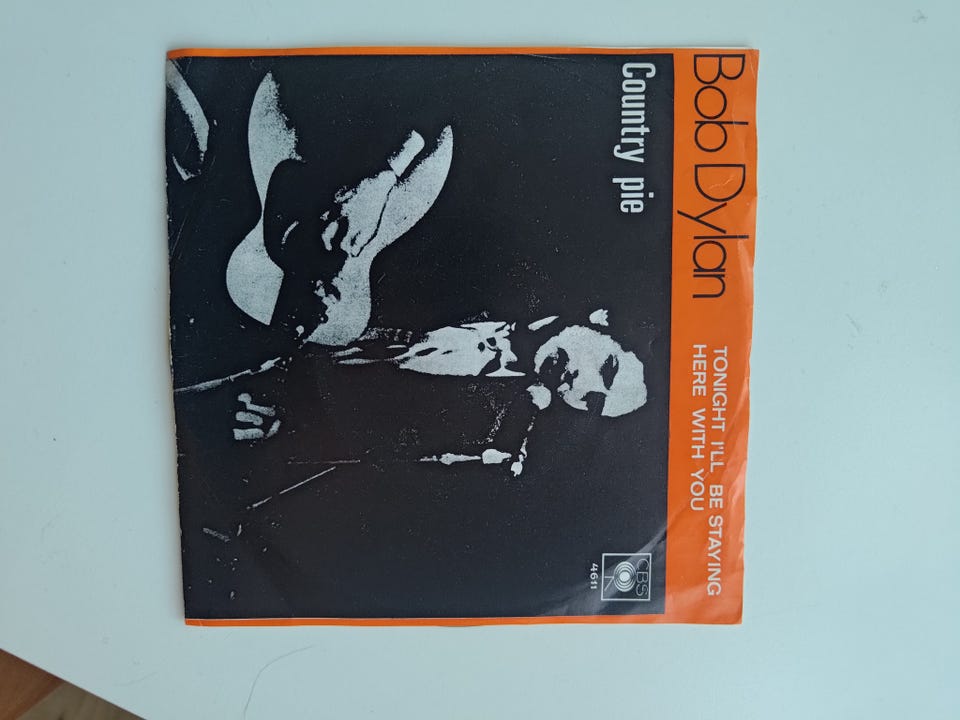 Bob Dylan
TONIGHT I'LL BE STAYING
HERE WITH YOU
Country pie
CBS
4611